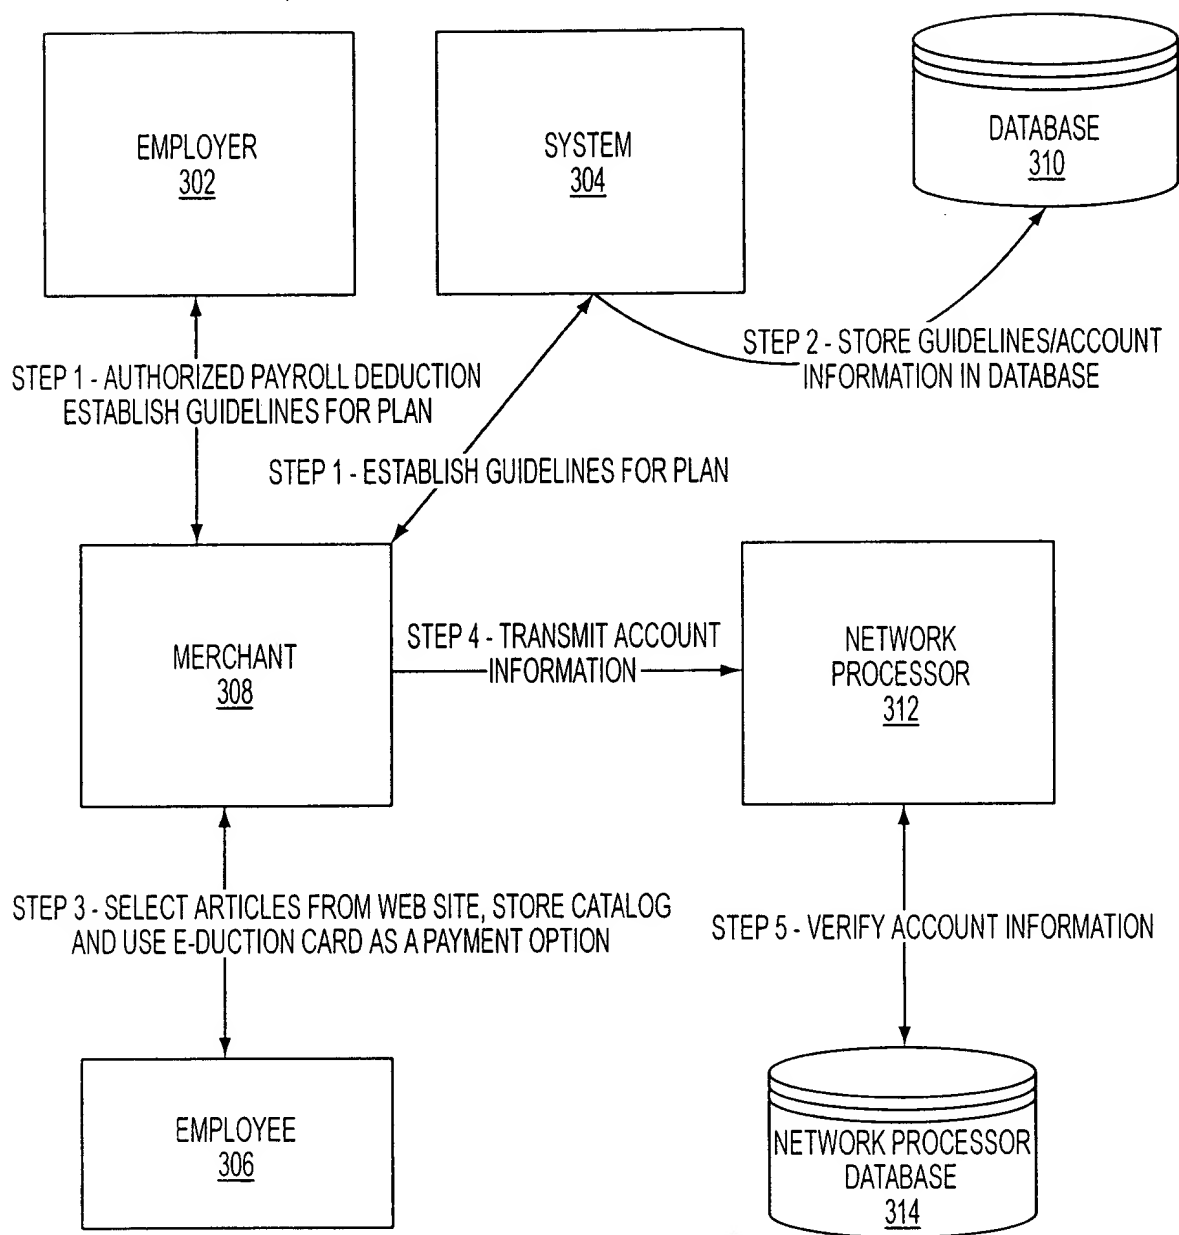 EMPLOYER
302
SYSTEM
304
DATABASE
310
STEP 1 - AUTHORIZED PAYROLL DEDUCTION
ESTABLISH GUIDELINES FOR PLAN
STEP 2 - STORE GUIDELINES/ACCOUNT
INFORMATION IN DATABASE
STEP 1 - ESTABLISH GUIDELINES FOR PLAN
MERCHANT
308
STEP 4 - TRANSMIT ACCOUNT
INFORMATION
NETWORK
PROCESSOR
312
STEP 3 - SELECT ARTICLES FROM WEB SITE, STORE CATALOG
AND USE E-DUCTION CARD AS A PAYMENT OPTION
STEP 5 - VERIFY ACCOUNT INFORMATION
EMPLOYEE
306
NETWORK PROCESSOR
DATABASE
314